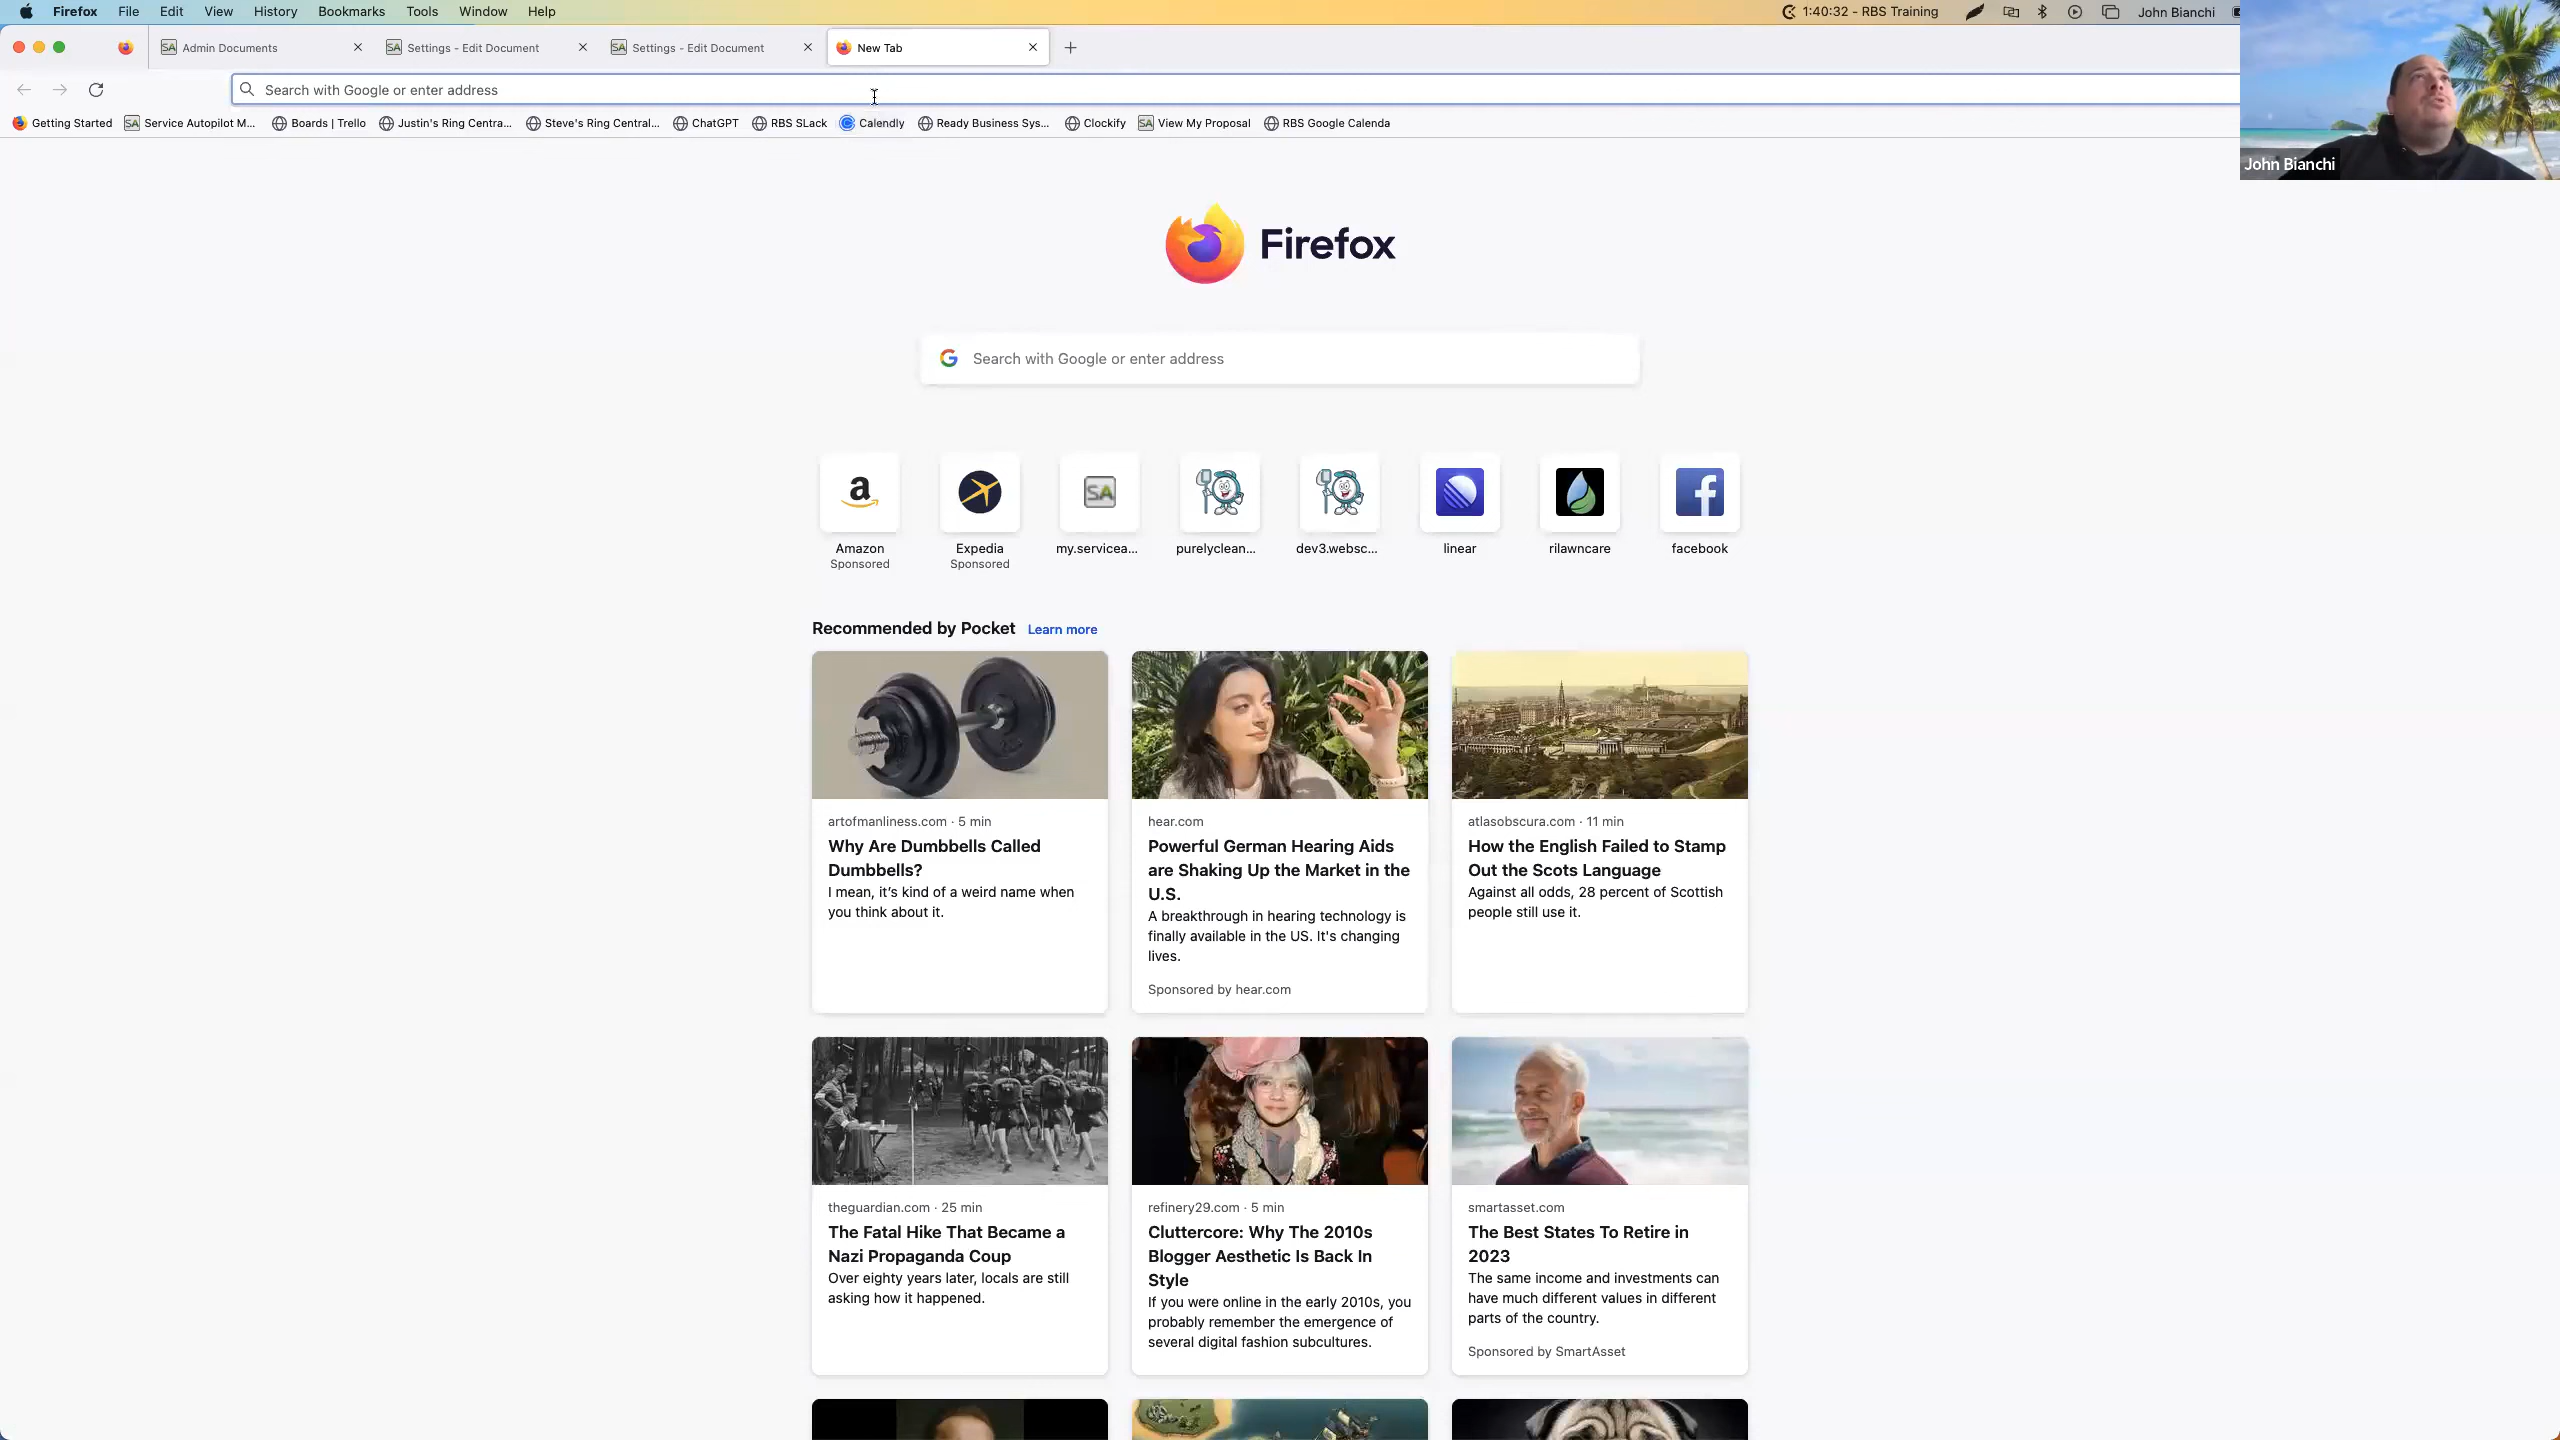 Firefox File Edit View History Bookmarks Tools Window Help
1:40:32 - RBS Training
John Bianchi
Admin Documents
Settings - Edit Document
Settings - Edit Document
New Tab
Search with Google or enter address
Getting Started
Service Autopilot M...
Boards | Trello
Justin's Ring Centra...
Steve's Ring Central...
ChatGPT
RBS SLack
Calendly
Ready Business Sys...
Clockify
View My Proposal
RBS Google Calenda
John Bianchi
Firefox
Search with Google or enter address
Amazon
Sponsored
Expedia
Sponsored
my.servicea...
purelyclean...
dev3.websc...
linear
rilawncare
facebook
Recommended by Pocket Learn more
artofmanliness.com · 5 min
Why Are Dumbbells Called
Dumbbells?
I mean, it's kind of a weird name when
you think about it.
hear.com
Powerful German Hearing Aids
are Shaking Up the Market in the
U.S.
A breakthrough in hearing technology is
finally available in the US. It's changing
lives.
Sponsored by hear.com
atlasobscura.com · 11 min
How the English Failed to Stamp
Out the Scots Language
Against all odds, 28 percent of Scottish
people still use it.
theguardian.com · 25 min
The Fatal Hike That Became a
Nazi Propaganda Coup
Over eighty years later, locals are still
asking how it happened.
refinery29.com · 5 min
Cluttercore: Why The 2010s
Blogger Aesthetic Is Back In
Style
If you were online in the early 2010s, you
probably remember the emergence of
several digital fashion subcultures.
smartasset.com
The Best States To Retire in
2023
The same income and investments can
have much different values in different
parts of the country.
Sponsored by SmartAsset